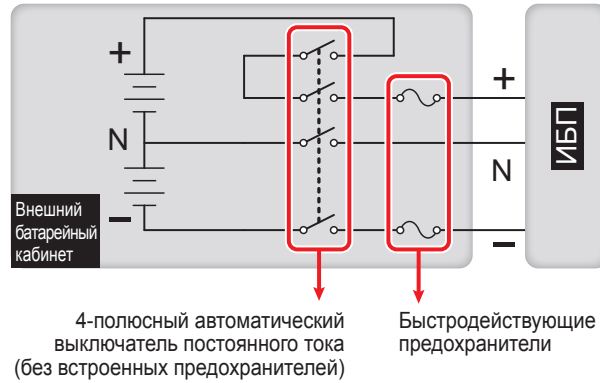 +
+
N
N
ИБП
–
–
Внешний
батарейный
кабинет
4-полюсный автоматический
выключатель постоянного тока
(без встроенных предохранителей)
Быстродействующие
предохранители